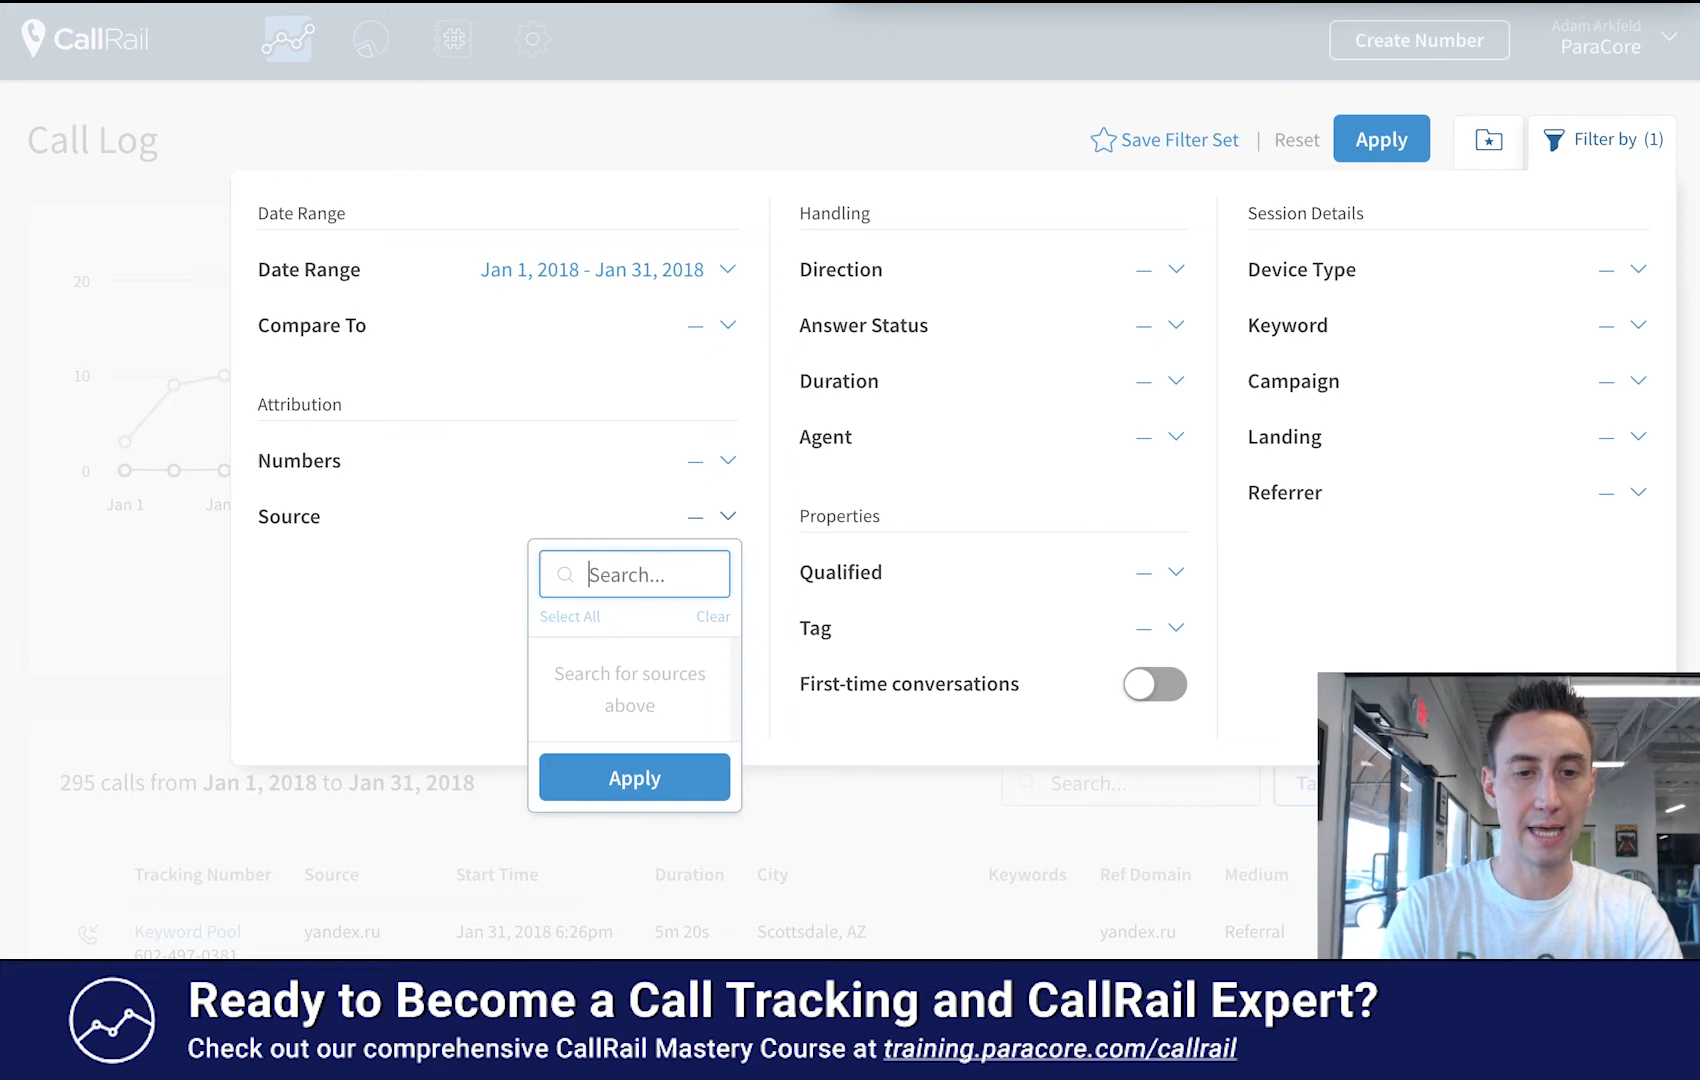 CallRail
Create Number
Adam Arkfeld
ParaCore
Call Log
Save Filter Set | Reset
Apply
Filter by (1)
Date Range
Date Range
Jan 1, 2018 - Jan 31, 2018
Compare To
—
Attribution
Numbers
—
Source
—
Search...
Select All
Clear
Search for sources
above
Apply
Handling
Direction
—
Answer Status
—
Duration
—
Agent
—
Properties
Qualified
—
Tag
—
First-time conversations
Session Details
Device Type
—
Keyword
—
Campaign
—
Landing
—
Referrer
—
20
10
0
Jan 1
Jan
295 calls from Jan 1, 2018 to Jan 31, 2018
Search...
Ta
Tracking Number
Source
Start Time
Duration
City
Keywords
Ref Domain
Medium
Keyword Pool
yandex.ru
Jan 31, 2018 6:26pm
5m 20s
Scottsdale, AZ
yandex.ru
Referral
602-497-0381
Ready to Become a Call Tracking and CallRail Expert?
Check out our comprehensive CallRail Mastery Course at training.paracore.com/callrail